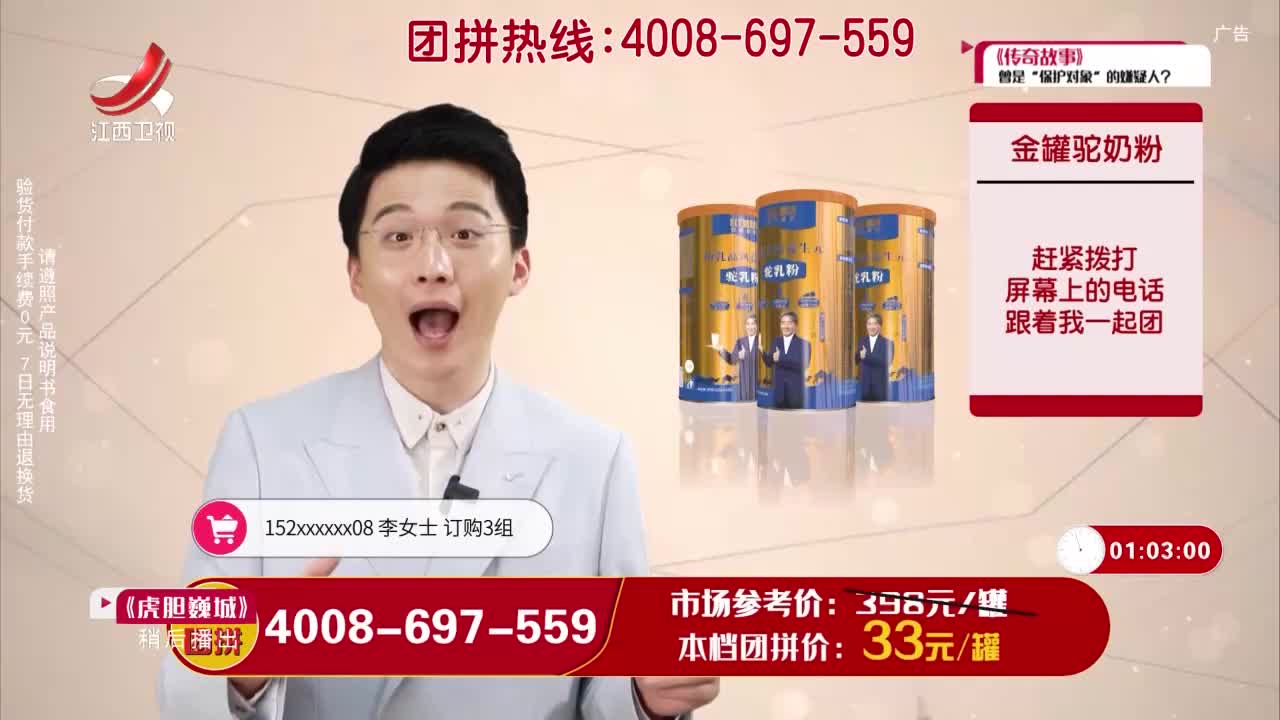 团拼热线:4008-697-559
广告
江西卫视
《传奇故事》
曾是“保护对象”的嫌疑人?
金罐驼奶粉
赶紧拨打
屏幕上的电话
跟着我一起团
驼乳粉
请遵照产品说明书食用
验货付款手续费0元 7日无理由退换货
152xxxxxx08 李女士 订购3组
01:03:00
《虎胆巍城》
稍后播出
团拼
4008-697-559
市场参考价: 398元/罐
本档团拼价: 33元/罐